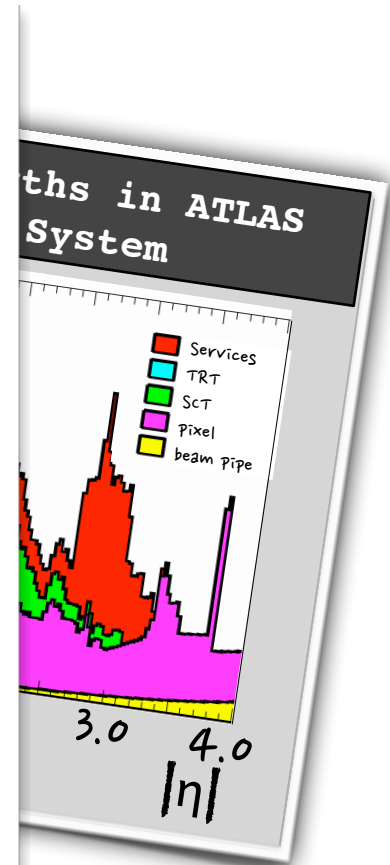 ths in ATLAS
System
Services
TRT
SCT
pixel
beam pipe
3.0
4.0
|η|